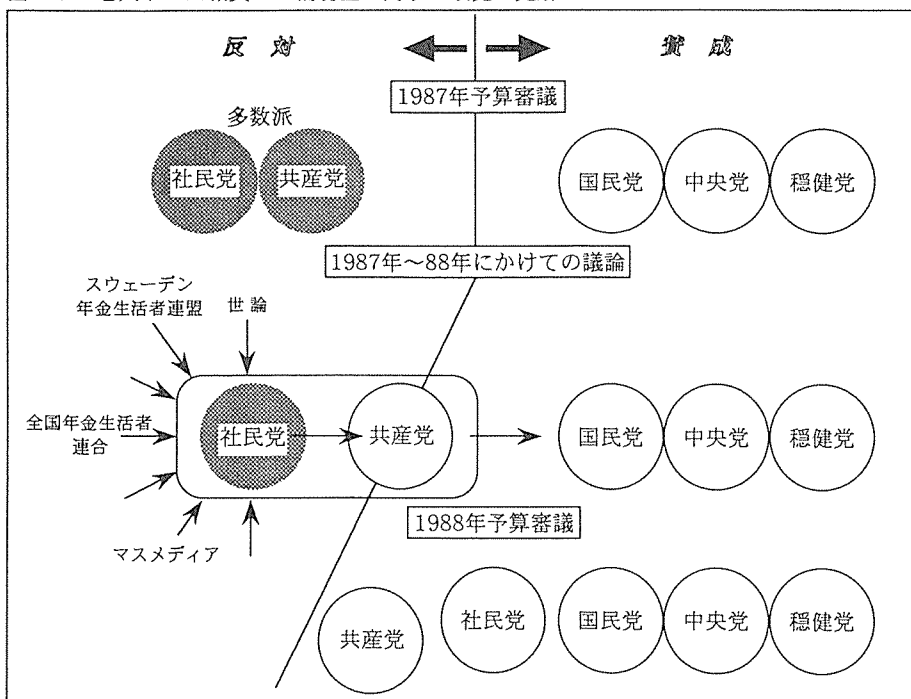 反対
賛成
1987年予算審議
多数派
社民党
共産党
国民党
中央党
穏健党
1987年～88年にかけての議論
スウェーデン
年金生活者連盟
世論
全国年金生活者
連合
社民党
共産党
国民党
中央党
穏健党
マスメディア
1988年予算審議
共産党
社民党
国民党
中央党
穏健党